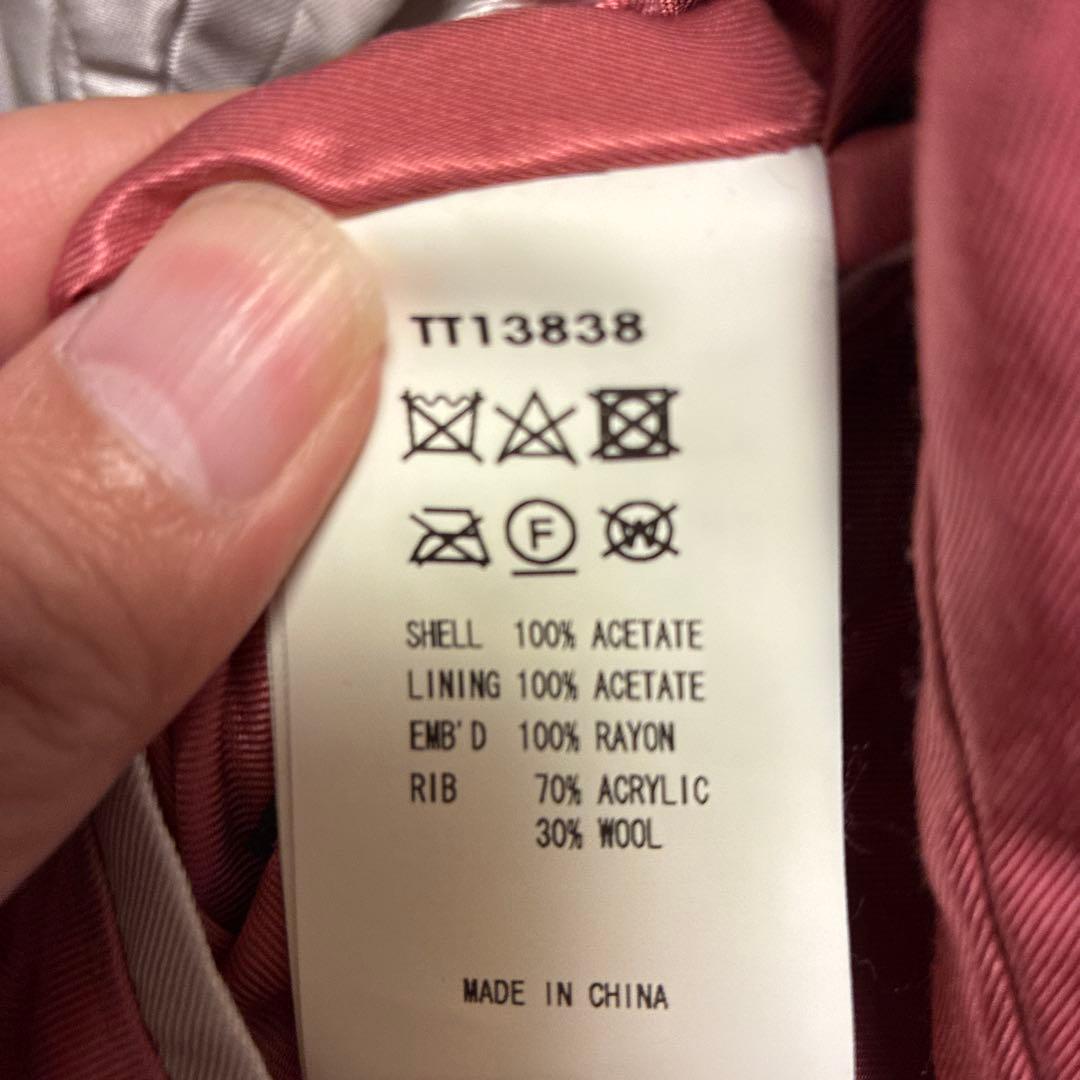 TT13838
F W
SHELL 100% ACETATE
LINING 100% ACETATE
EMB'D 100% RAYON
RIB 70% ACRYLIC
30% WOOL
MADE IN CHINA